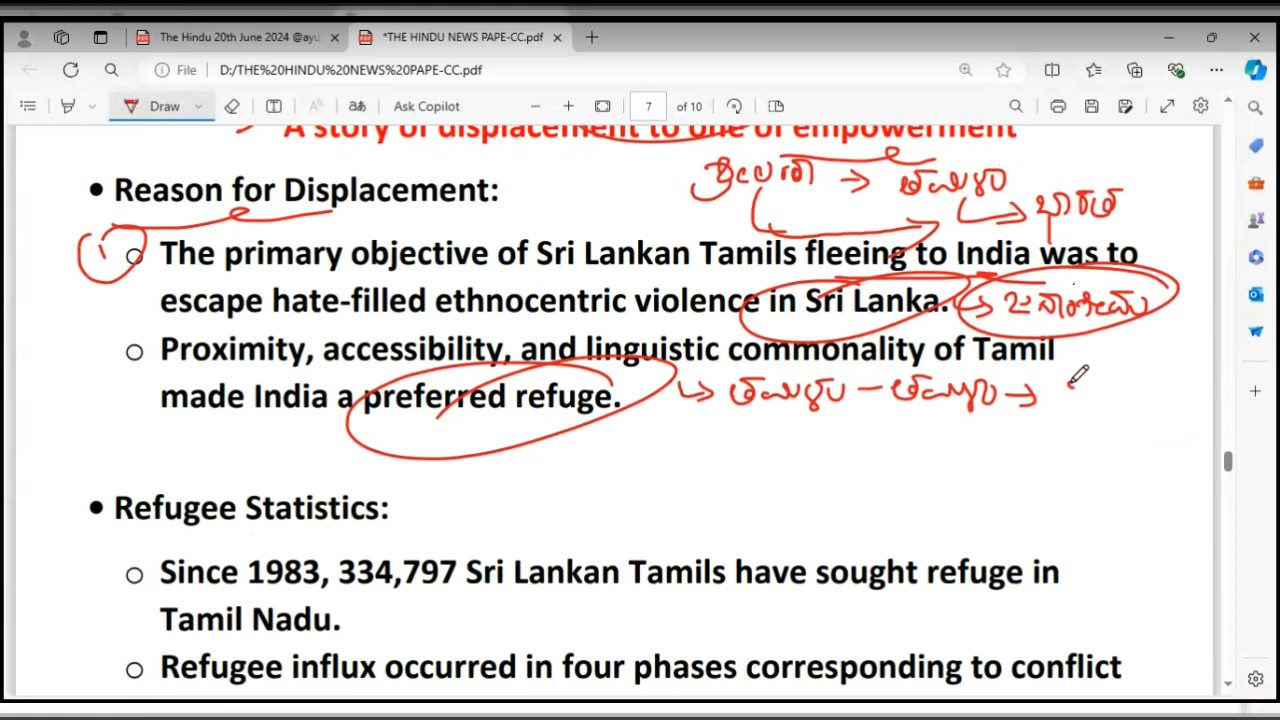 The Hindu 20th June 2024 @ayu
*THE HINDU NEWS PAPE-CC.pdf
File D:/THE%20HINDU%20NEWS%20PAPE-CC.pdf
Draw Ask Copilot 7 of 10
A story of displacement to one of empowerment
• Reason for Displacement:
1
o The primary objective of Sri Lankan Tamils fleeing to India was to
escape hate-filled ethnocentric violence in Sri Lanka.
o Proximity, accessibility, and linguistic commonality of Tamil
made India a preferred refuge.
• Refugee Statistics:
o Since 1983, 334,797 Sri Lankan Tamils have sought refuge in
Tamil Nadu.
o Refugee influx occurred in four phases corresponding to conflict